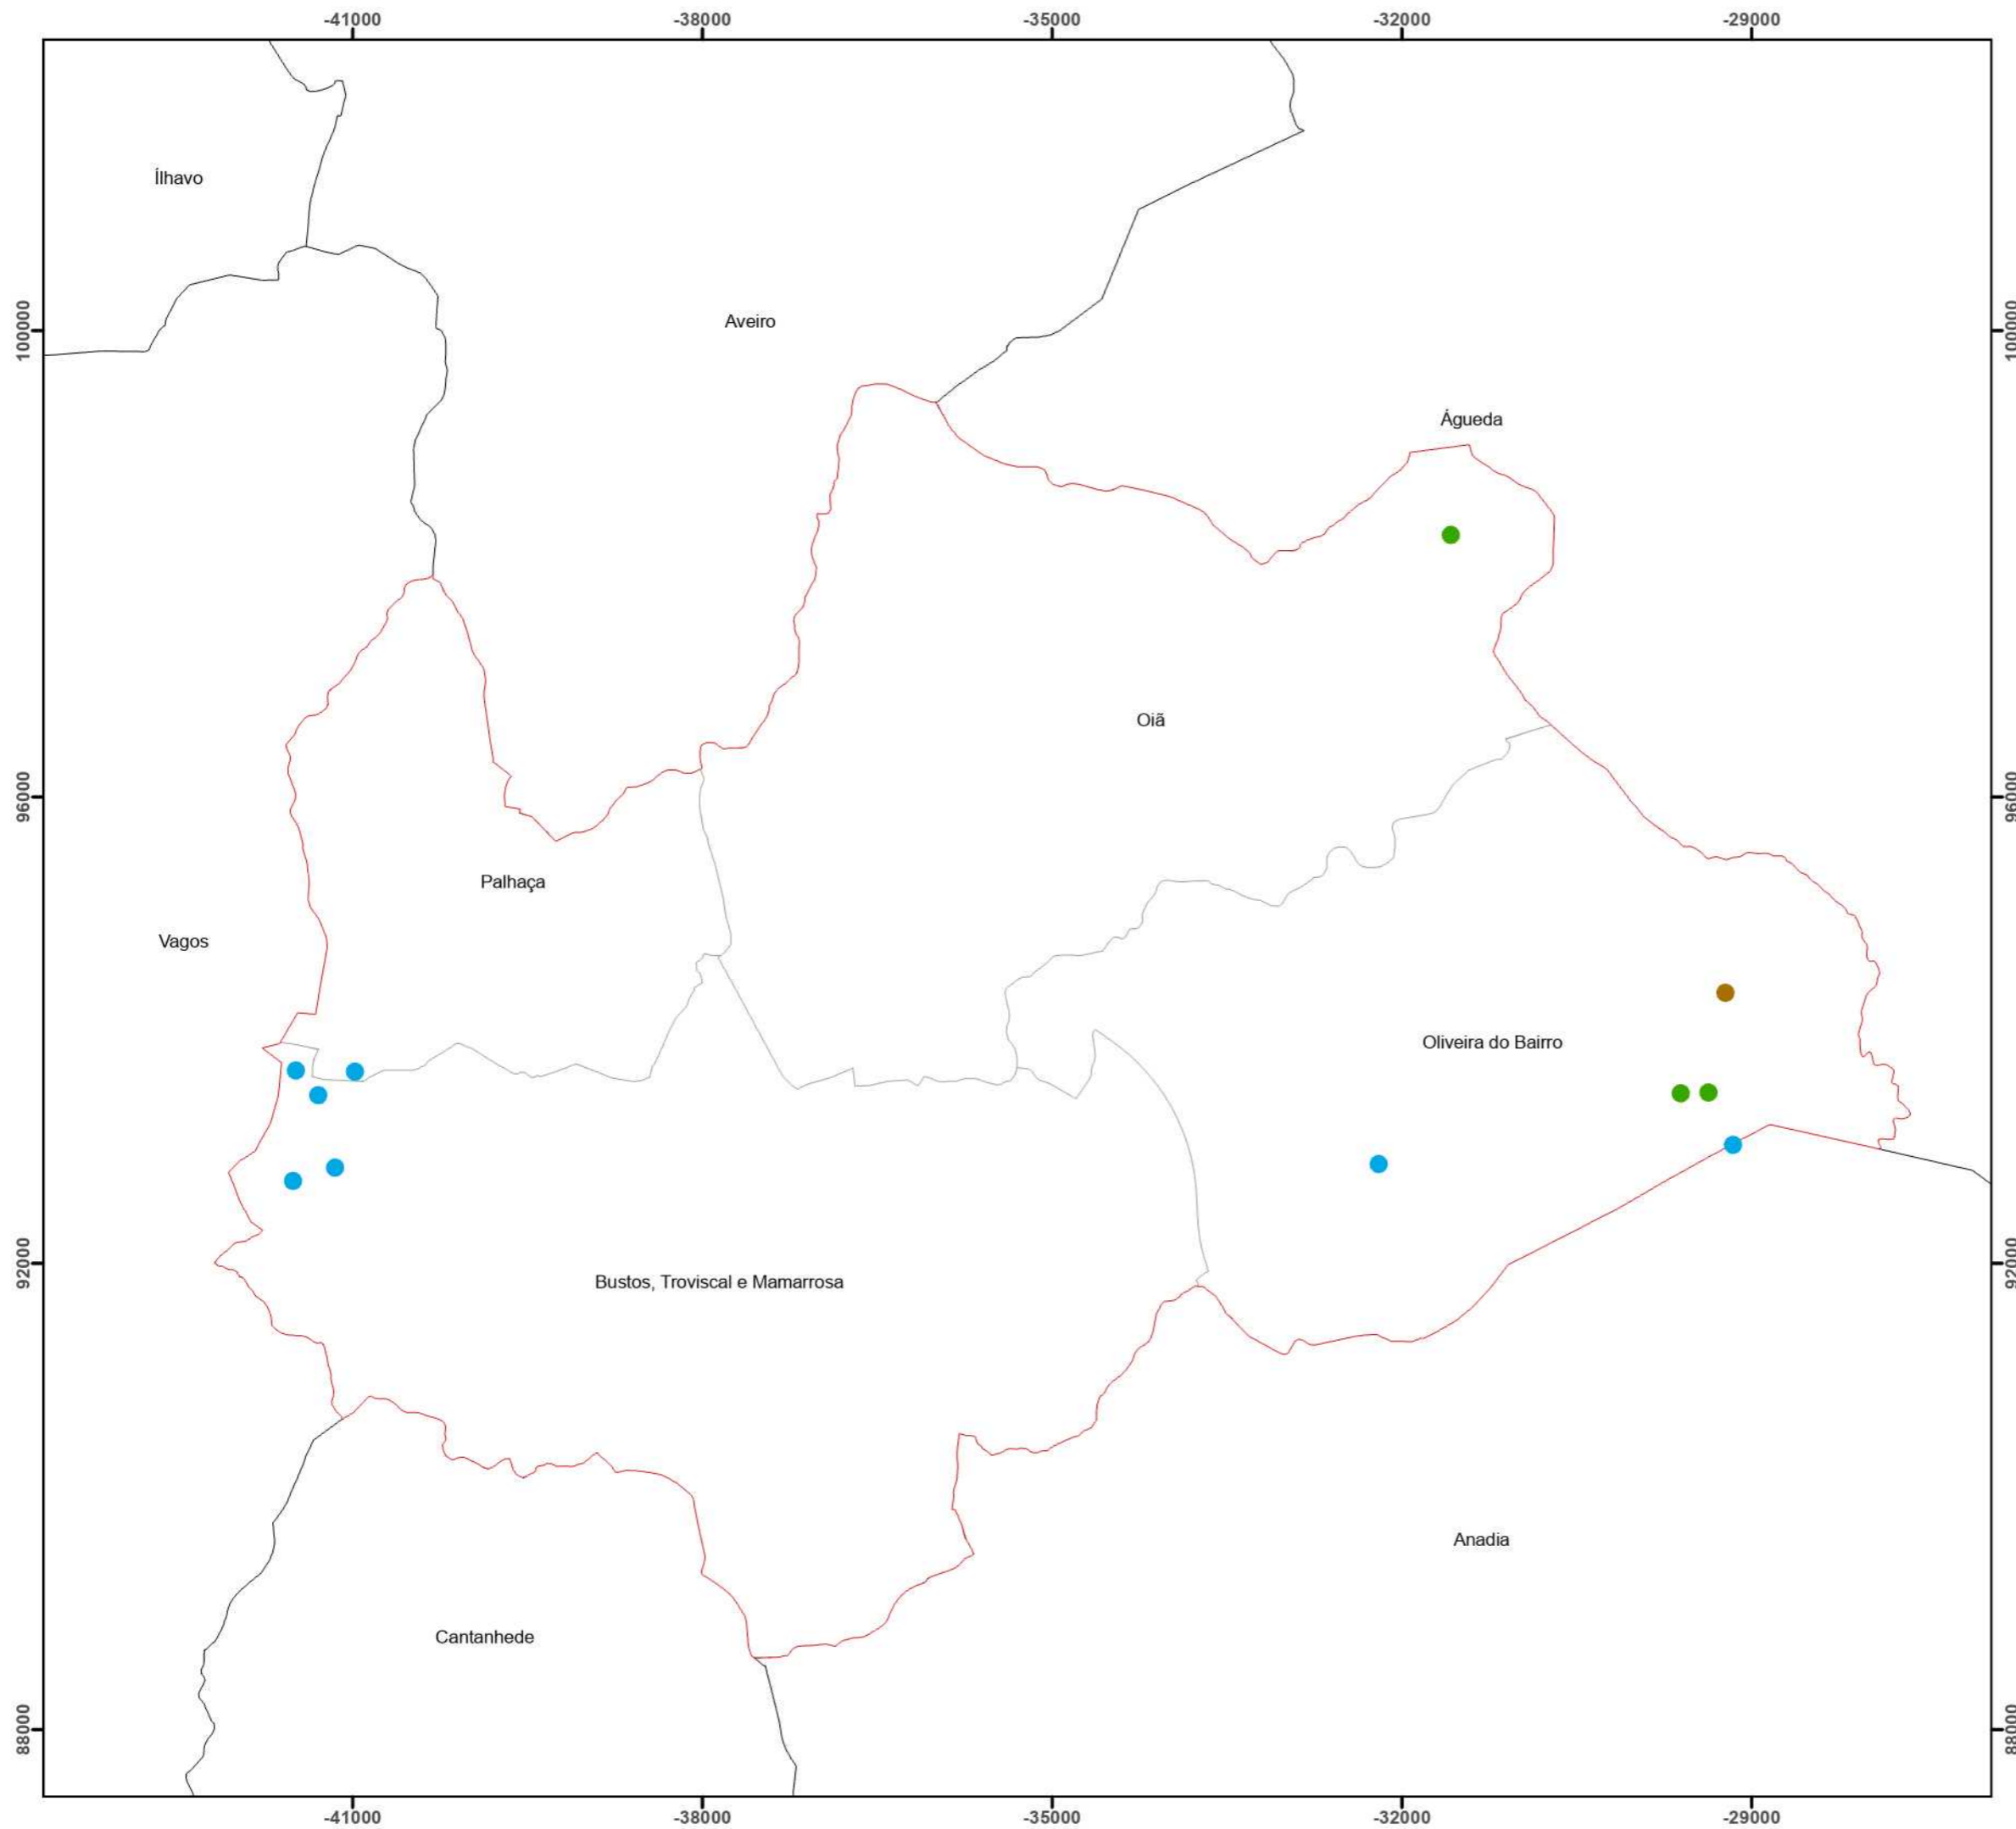 -41000 -38000 -35000 -32000 -29000
Ílhavo
Aveiro
100000 100000
Águeda
Oiã
96000 96000
Palhaça
Vagos
Oliveira do Bairro
92000 92000
Bustos, Troviscal e Mamarrosa
Anadia
Cantanhede
88000 88000
-41000 -38000 -35000 -32000 -29000